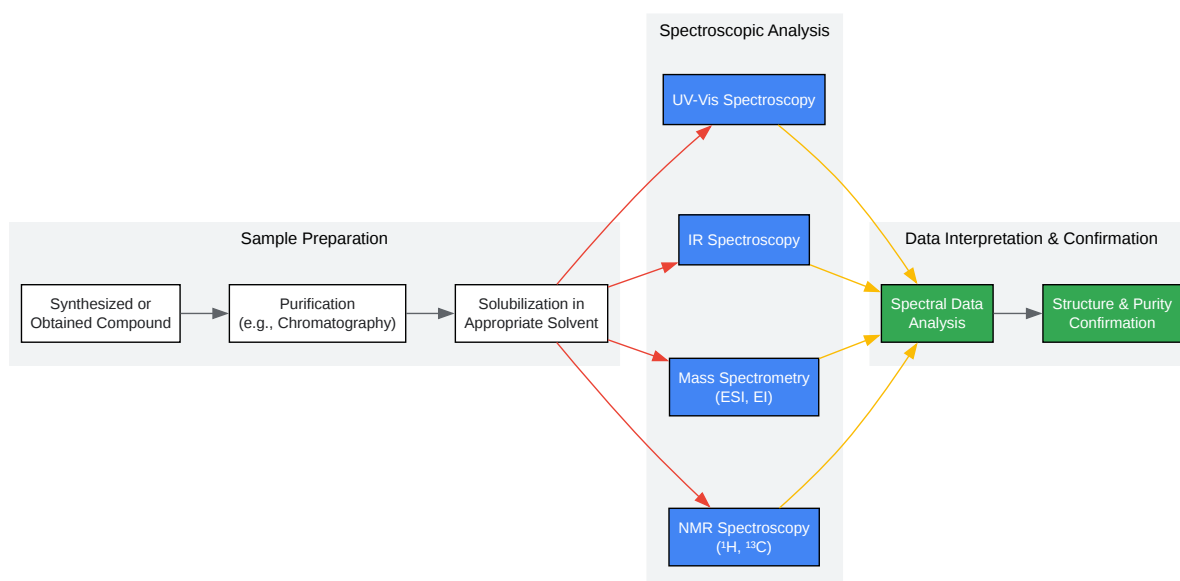 Spectroscopic Analysis
UV-Vis Spectroscopy
IR Spectroscopy
Mass Spectrometry
(ESI, EI)
NMR Spectroscopy
(¹H, ¹³C)
Sample Preparation
Synthesized or
Obtained Compound
Purification
(e.g., Chromatography)
Solubilization in
Appropriate Solvent
Data Interpretation & Confirmation
Spectral Data
Analysis
Structure & Purity
Confirmation